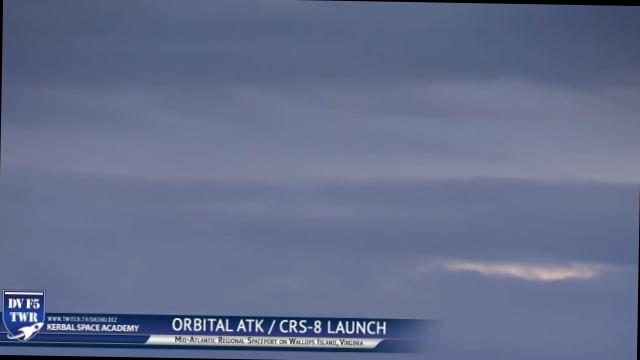 DV F5
TWR
WWW.TWITCH.TV/DASVALDEZ
KERBAL SPACE ACADEMY
ORBITAL ATK / CRS-8 LAUNCH
MID-ATLANTIC REGIONAL SPACEPORT ON WALLOPS ISLAND, VIRGINIA